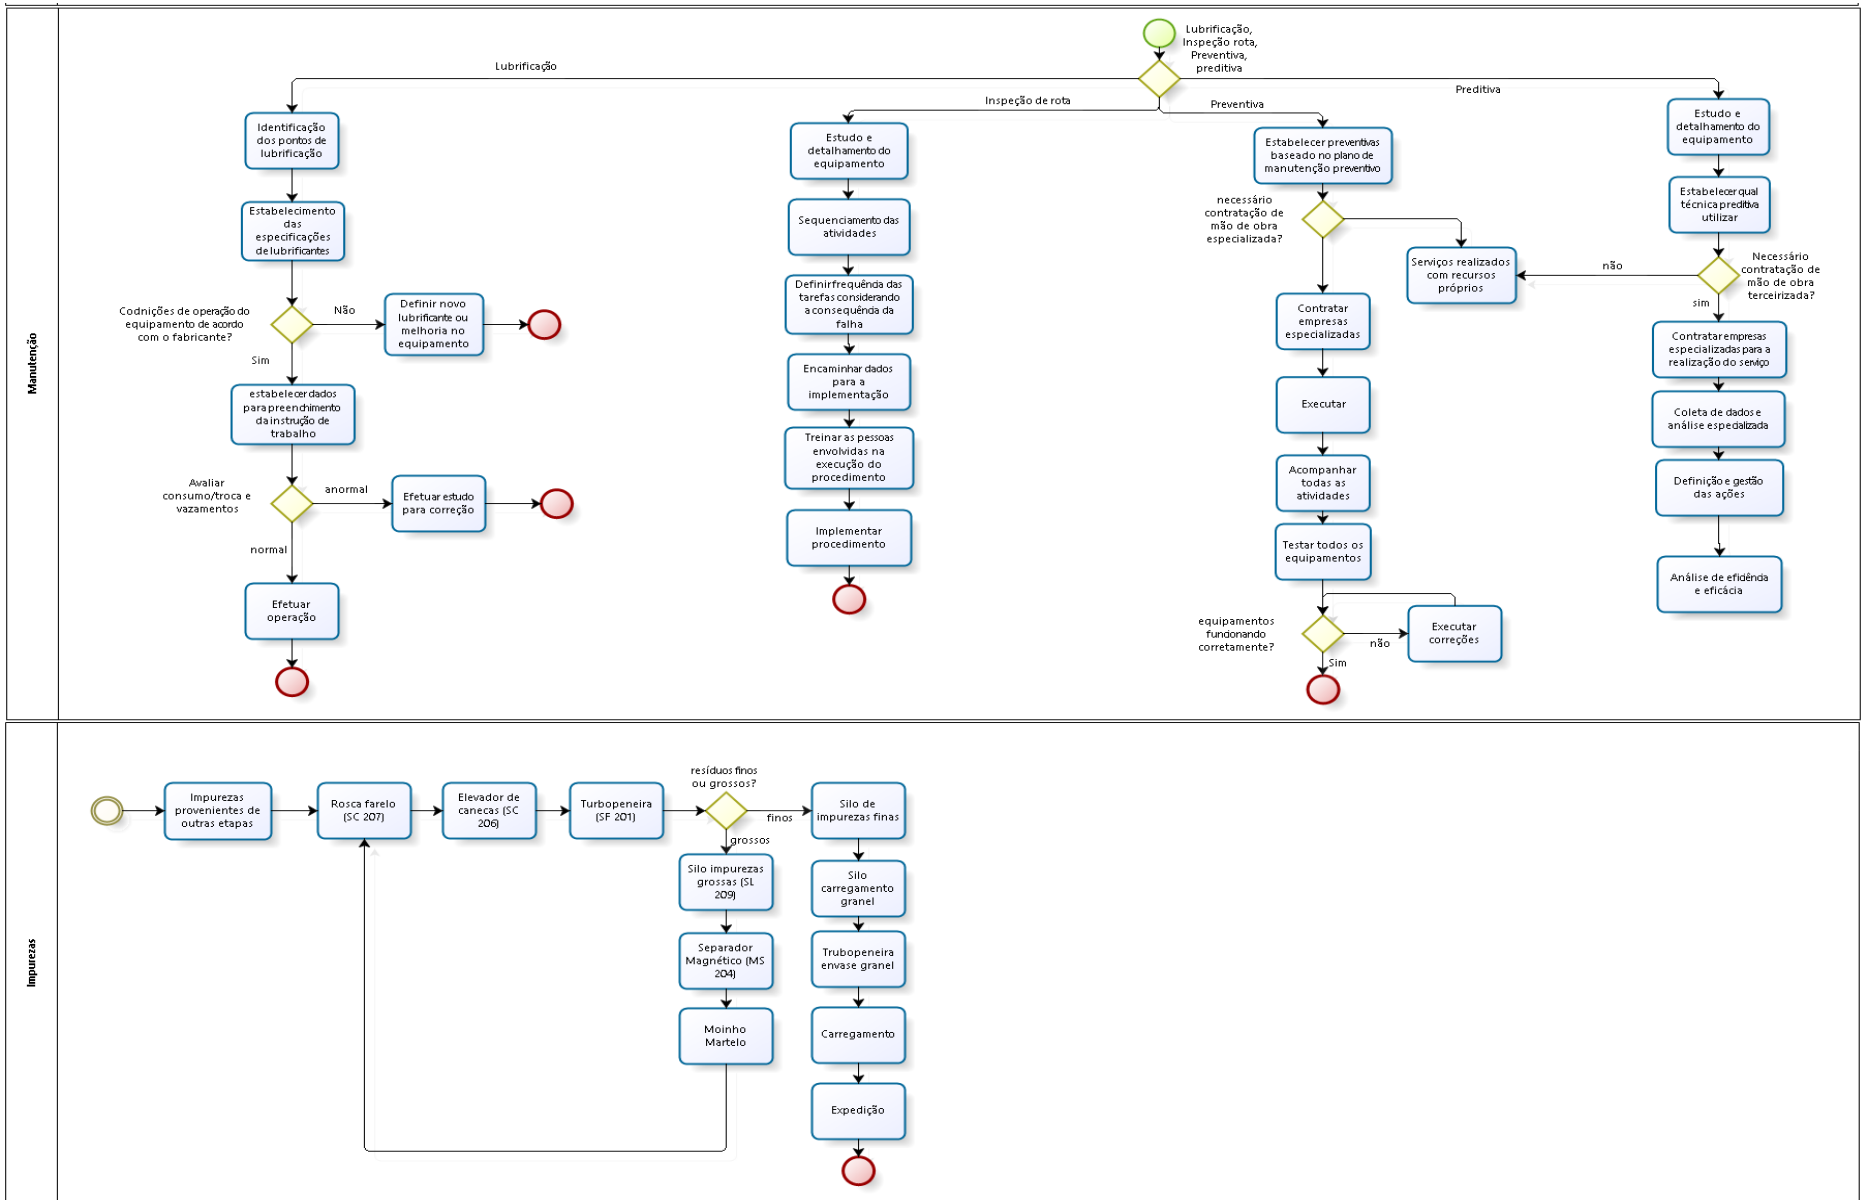 Manutenção
Lubrificação,
Inspeção rota,
Preventiva,
preditiva
Lubrificação
Inspeção de rota
Preventiva
Preditiva
Identificação
dos pontos de
lubrificação
Estabelecimento
das
especificações
de lubrificantes
Codnições de operação do
equipamento de acordo
com o fabricante?
Não
Definir novo
lubrificante ou
melhoria no
equipamento
Sim
estabelecer dados
para preenchimento
da instrução de
trabalho
Avaliar
consumo/troca e
vazamentos
anormal
Efetuar estudo
para correção
normal
Efetuar
operação
Estudo e
detalhamento do
equipamento
Sequenciamento das
atividades
Definir frequência das
tarefas considerando
a consequência da
falha
Encaminhar dados
para a
implementação
Treinar as pessoas
envolvidas na
execução do
procedimento
Implementar
procedimento
Estabelecer preventivas
baseado no plano de
manutenção preventivo
necessário
contratação de
mão de obra
especializada?
Serviços realizados
com recursos
próprios
Contratar
empresas
especializadas
Executar
Acompanhar
todas as
atividades
Testar todos os
equipamentos
equipamentos
funcionando
corretamente?
não
Executar
correções
Sim
Estudo e
detalhamento do
equipamento
Estabelecer qual
técnica preditiva
utilizar
Necessário
contratação de
mão de obra
terceirizada?
não
sim
Contratar empresas
especializadas para a
realização do serviço
Coleta de dados e
análise especializada
Definição e gestão
das ações
Análise de efidência
e eficácia
Impurezas
Impurezas
provenientes de
outras etapas
Rosca farelo
(SC 207)
Elevador de
canecas (SC
206)
Turbopeneira
(SF 201)
resíduos finos
ou grossos?
finos
grossos
Silo impurezas
grossas (SL
209)
Separador
Magnético (MS
204)
Moinho
Martelo
Silo de
impurezas finas
Silo
carregamento
granel
Trubopeneira
envase granel
Carregamento
Expedição